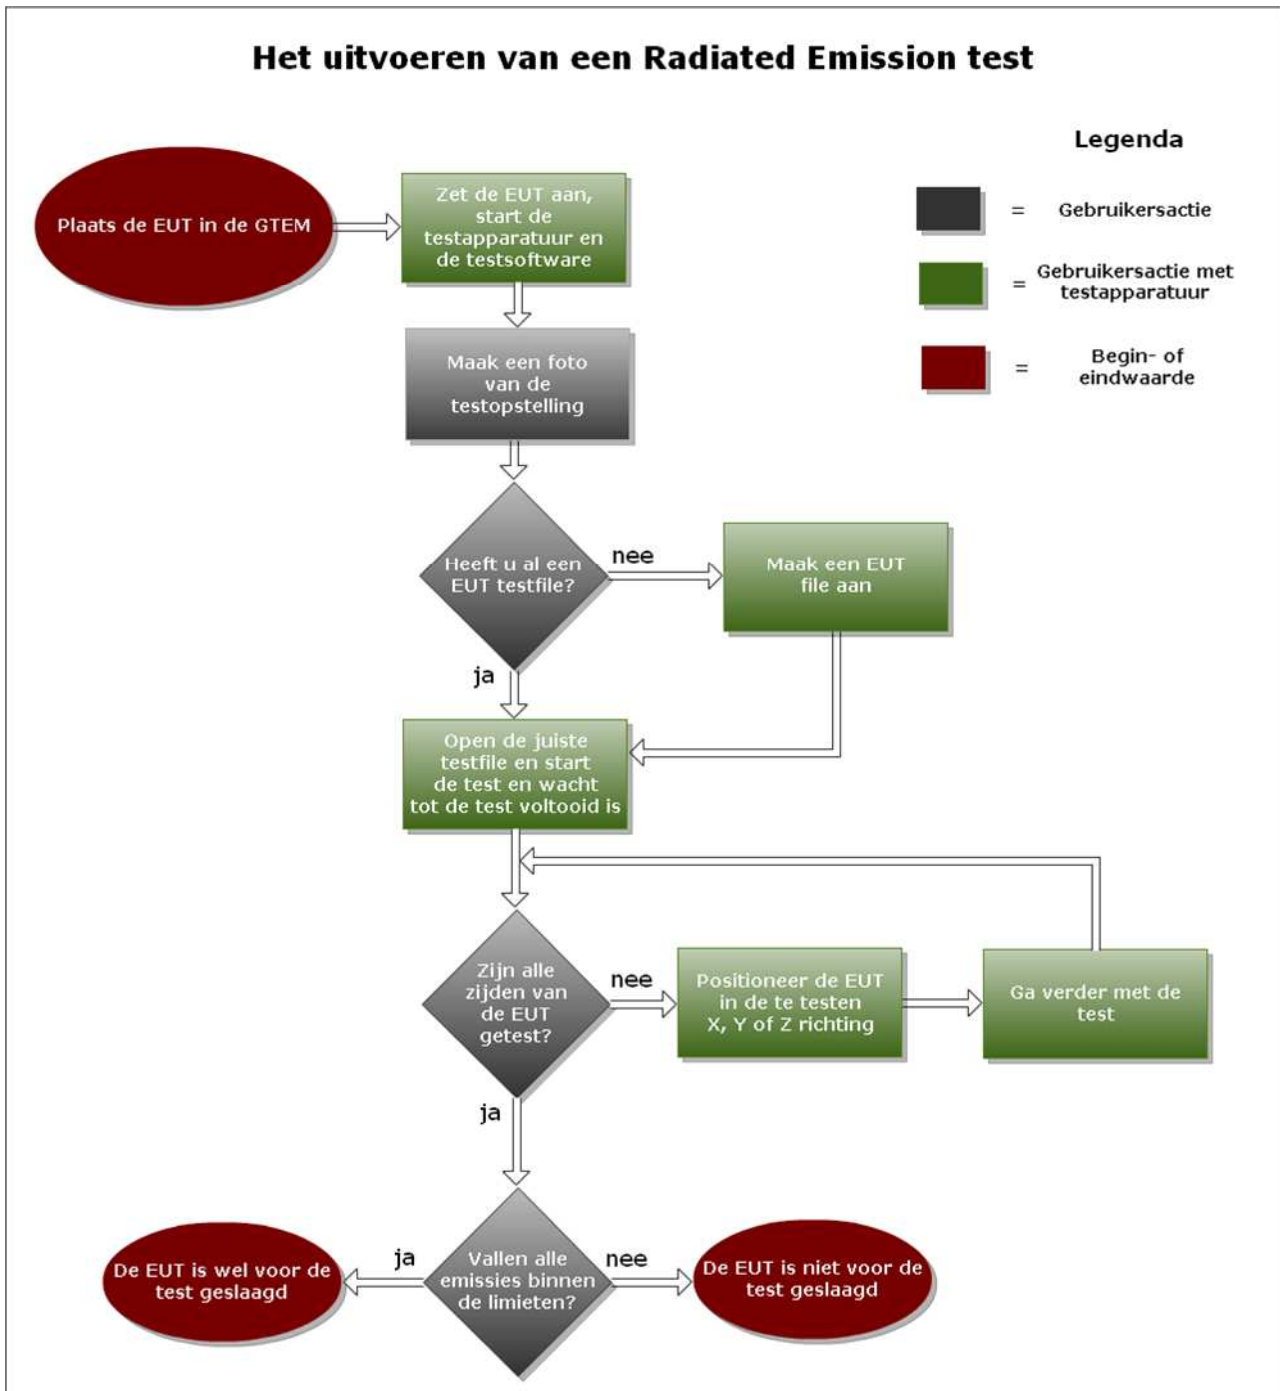 Het uitvoeren van een Radiated Emission test
Legenda
=
Gebruikersactie
=
Gebruikersactie met
testapparatuur
=
Begin- of
eindwaarde
Plaats de EUT in de GTEM
Zet de EUT aan,
start de
testapparatuur en
de testsoftware
Maak een foto
van de
testopstelling
Heeft u al een
EUT testfile?
nee
Maak een EUT
file aan
ja
Open de juiste
testfile en start
de test en wacht
tot de test voltooid is
Zijn alle
zijden van
de EUT
getest?
nee
Positioneer de EUT
in de te testen
X, Y of Z richting
Ga verder met de
test
ja
Vallen alle
emissies binnen
de limieten?
ja
De EUT is wel voor de
test geslaagd
nee
De EUT is niet voor de
test geslaagd